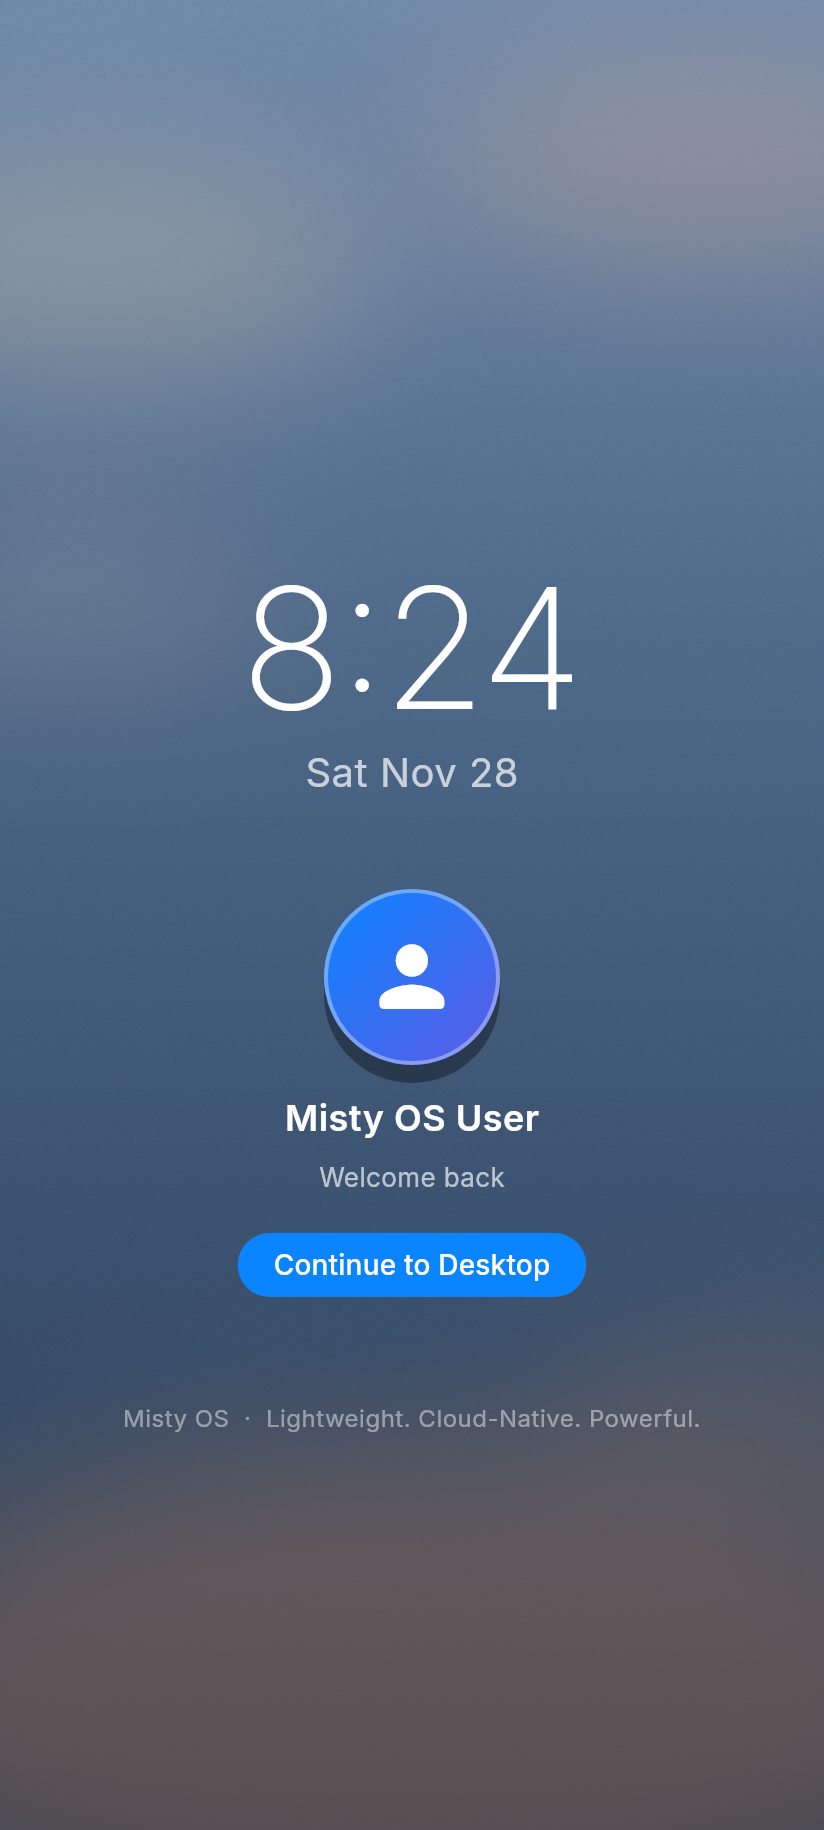 8:24
Sat Nov 28
Misty OS User
Welcome back
Continue to Desktop
Misty OS · Lightweight. Cloud-Native. Powerful.